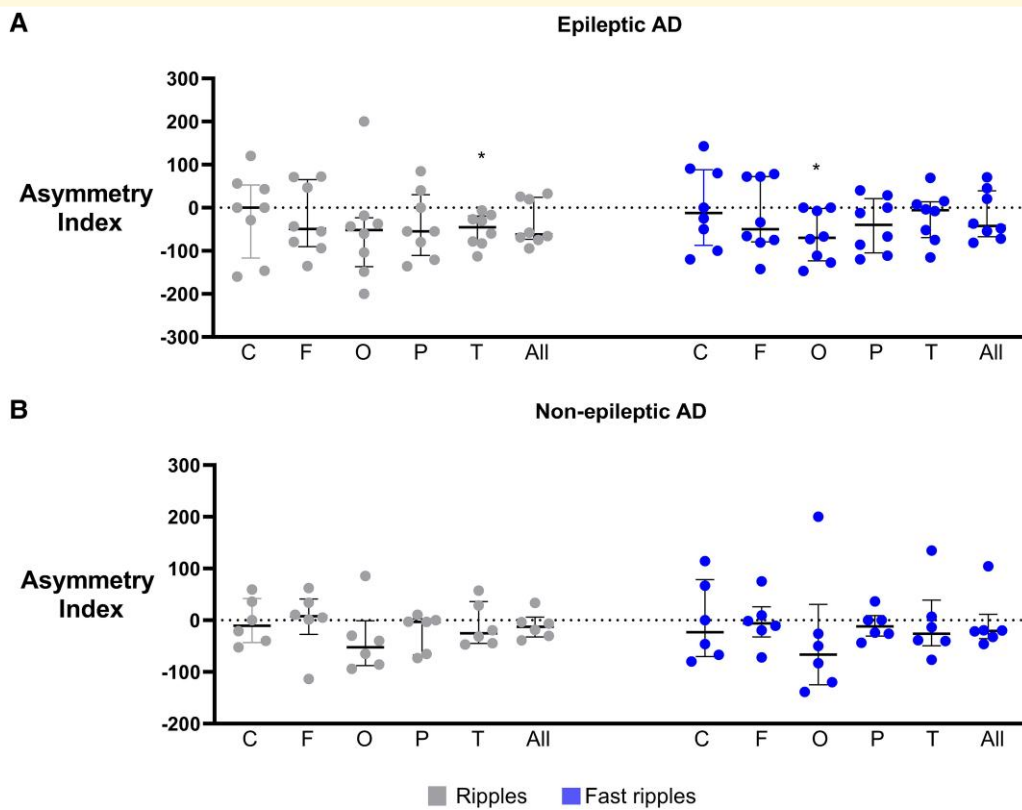 A
Epileptic AD
300
200
100
0
-100
-200
-300
Asymmetry
Index
*
*
C F O P T All C F O P T All
B
Non-epileptic AD
300
200
100
0
-100
-200
Asymmetry
Index
C F O P T All C F O P T All
Ripples Fast ripples